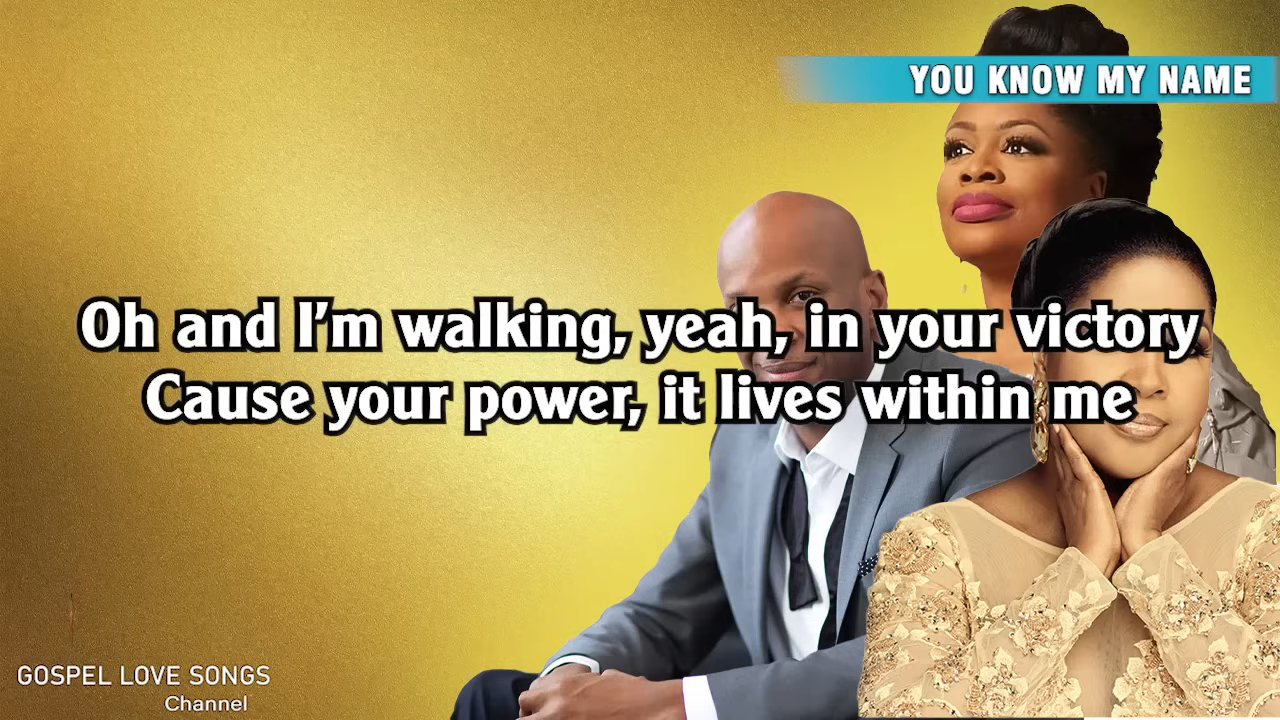 YOU KNOW MY NAME
Oh and I'm walking, yeah, in your victory
Cause your power, it lives within me
GOSPEL LOVE SONGS
Channel